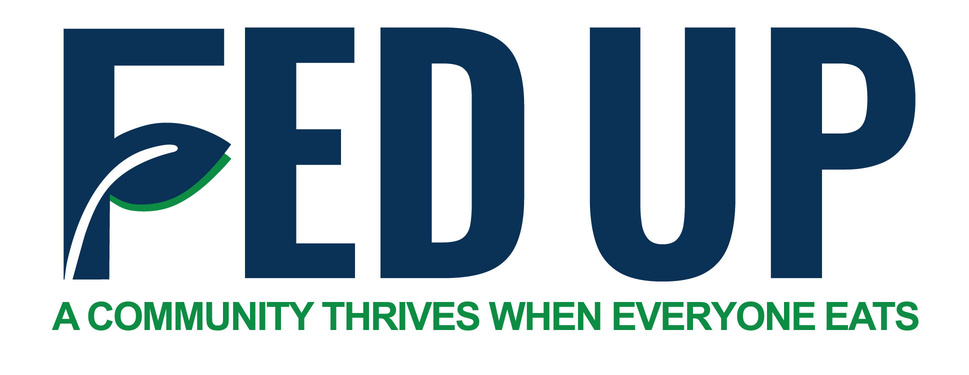 FED UP
A COMMUNITY THRIVES WHEN EVERYONE EATS